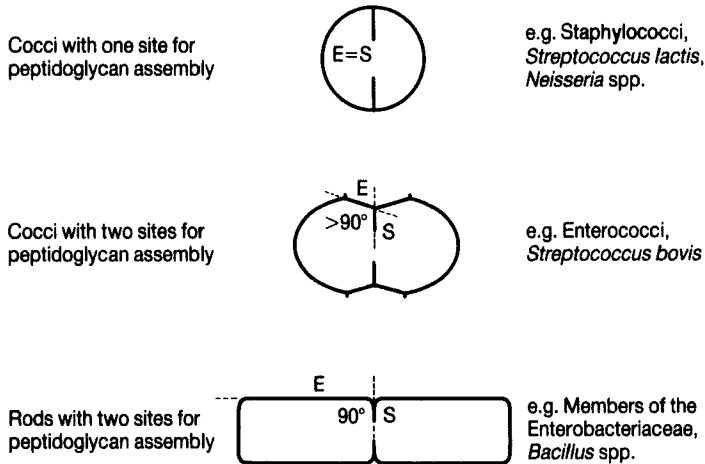 Cocci with one site for
peptidoglycan assembly
E=S
e.g. Staphylococci,
Streptococcus lactis,
Neisseria spp.
Cocci with two sites for
peptidoglycan assembly
E
>90°
S
e.g. Enterococci,
Streptococcus bovis
Rods with two sites for
peptidoglycan assembly
E
90°
S
e.g. Members of the
Enterobacteriaceae,
Bacillus spp.